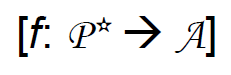 [f: 𝒫☆ → 𝒜]